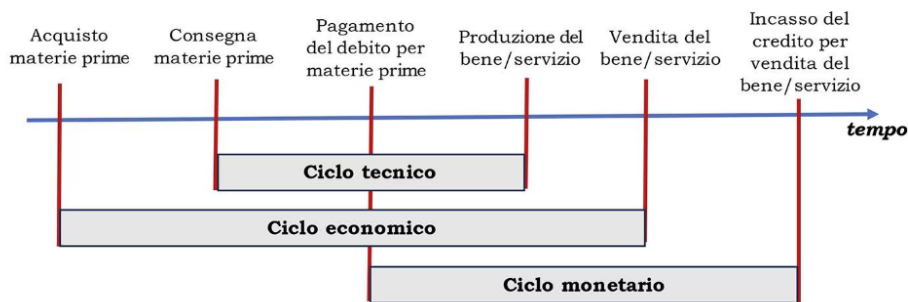 Acquisto
materie prime
Consegna
materie prime
Pagamento
del debito per
materie prime
Produzione del
bene/servizio
Vendita del
bene/servizio
Incasso del
credito per
vendita del
bene/servizio
tempo
Ciclo tecnico
Ciclo economico
Ciclo monetario